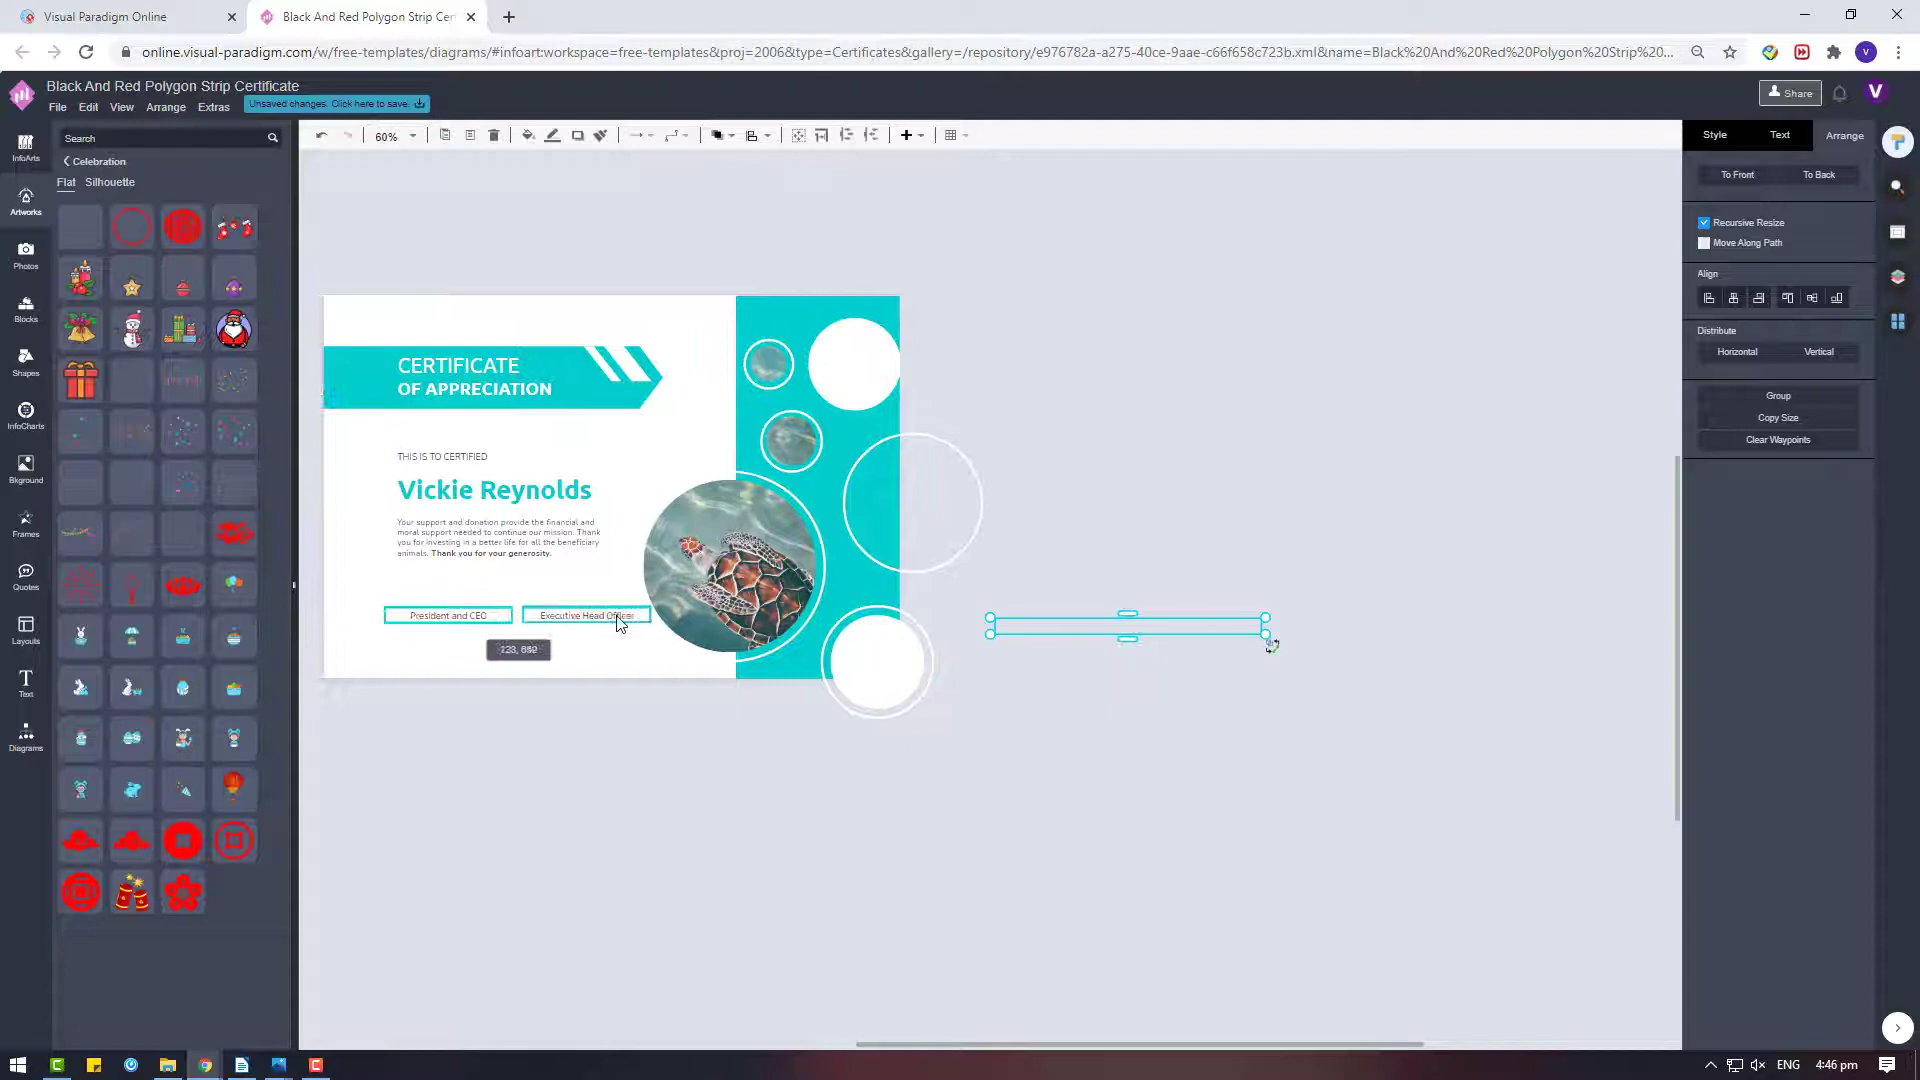 Visual Paradigm Online
Black And Red Polygon Strip Cer
online.visual-paradigm.com/w/free-templates/diagrams/#infoart:workspace=free-templates&proj=2006&type=Certificates&gallery=/repository/e976782a-a275-40ce-9aae-c66f658c723b.xml&name=Black%20And%20Red%20Polygon%20Strip%20...
V
Black And Red Polygon Strip Certificate
File Edit View Arrange Extras
Unsaved changes. Click here to save.
Share
V
Search
60%
Style Text Arrange
InfoArts
Celebration
Flat Silhouette
To Front To Back
Artworks
Recursive Resize
Move Along Path
Photos
Align
Blocks
Distribute
Horizontal Vertical
Shapes
CERTIFICATE
OF APPRECIATION
Group
Copy Size
Clear Waypoints
InfoCharts
THIS IS TO CERTIFIED
Bkground
Vickie Reynolds
Your support and donation provide the financial and
moral support needed to continue our mission. Thank
you for investing in a better life for all the beneficiary
animals. Thank you for your generosity.
Frames
Quotes
President and CEO Executive Head Officer
Layouts
Text
Diagrams
ENG 4:46 pm